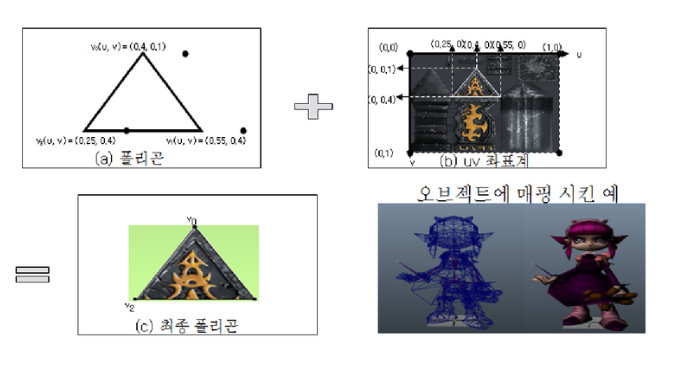 v₀(u, v) = (0,4, 0,1)
v₂(u, v) = (0,25, 0,4)
v₁(u, v) = (0,55, 0,4)
(a) 폴리곤
(0,0)
(0,25, 0)
(0,4, 0)
(0,55, 0)
(1,0)
u
(0, 0,1)
(0, 0,4)
(0,1)
v
(b) uv 좌표계
오브젝트에 매핑 시킨 예
v₀
v₂
(c) 최종 폴리곤